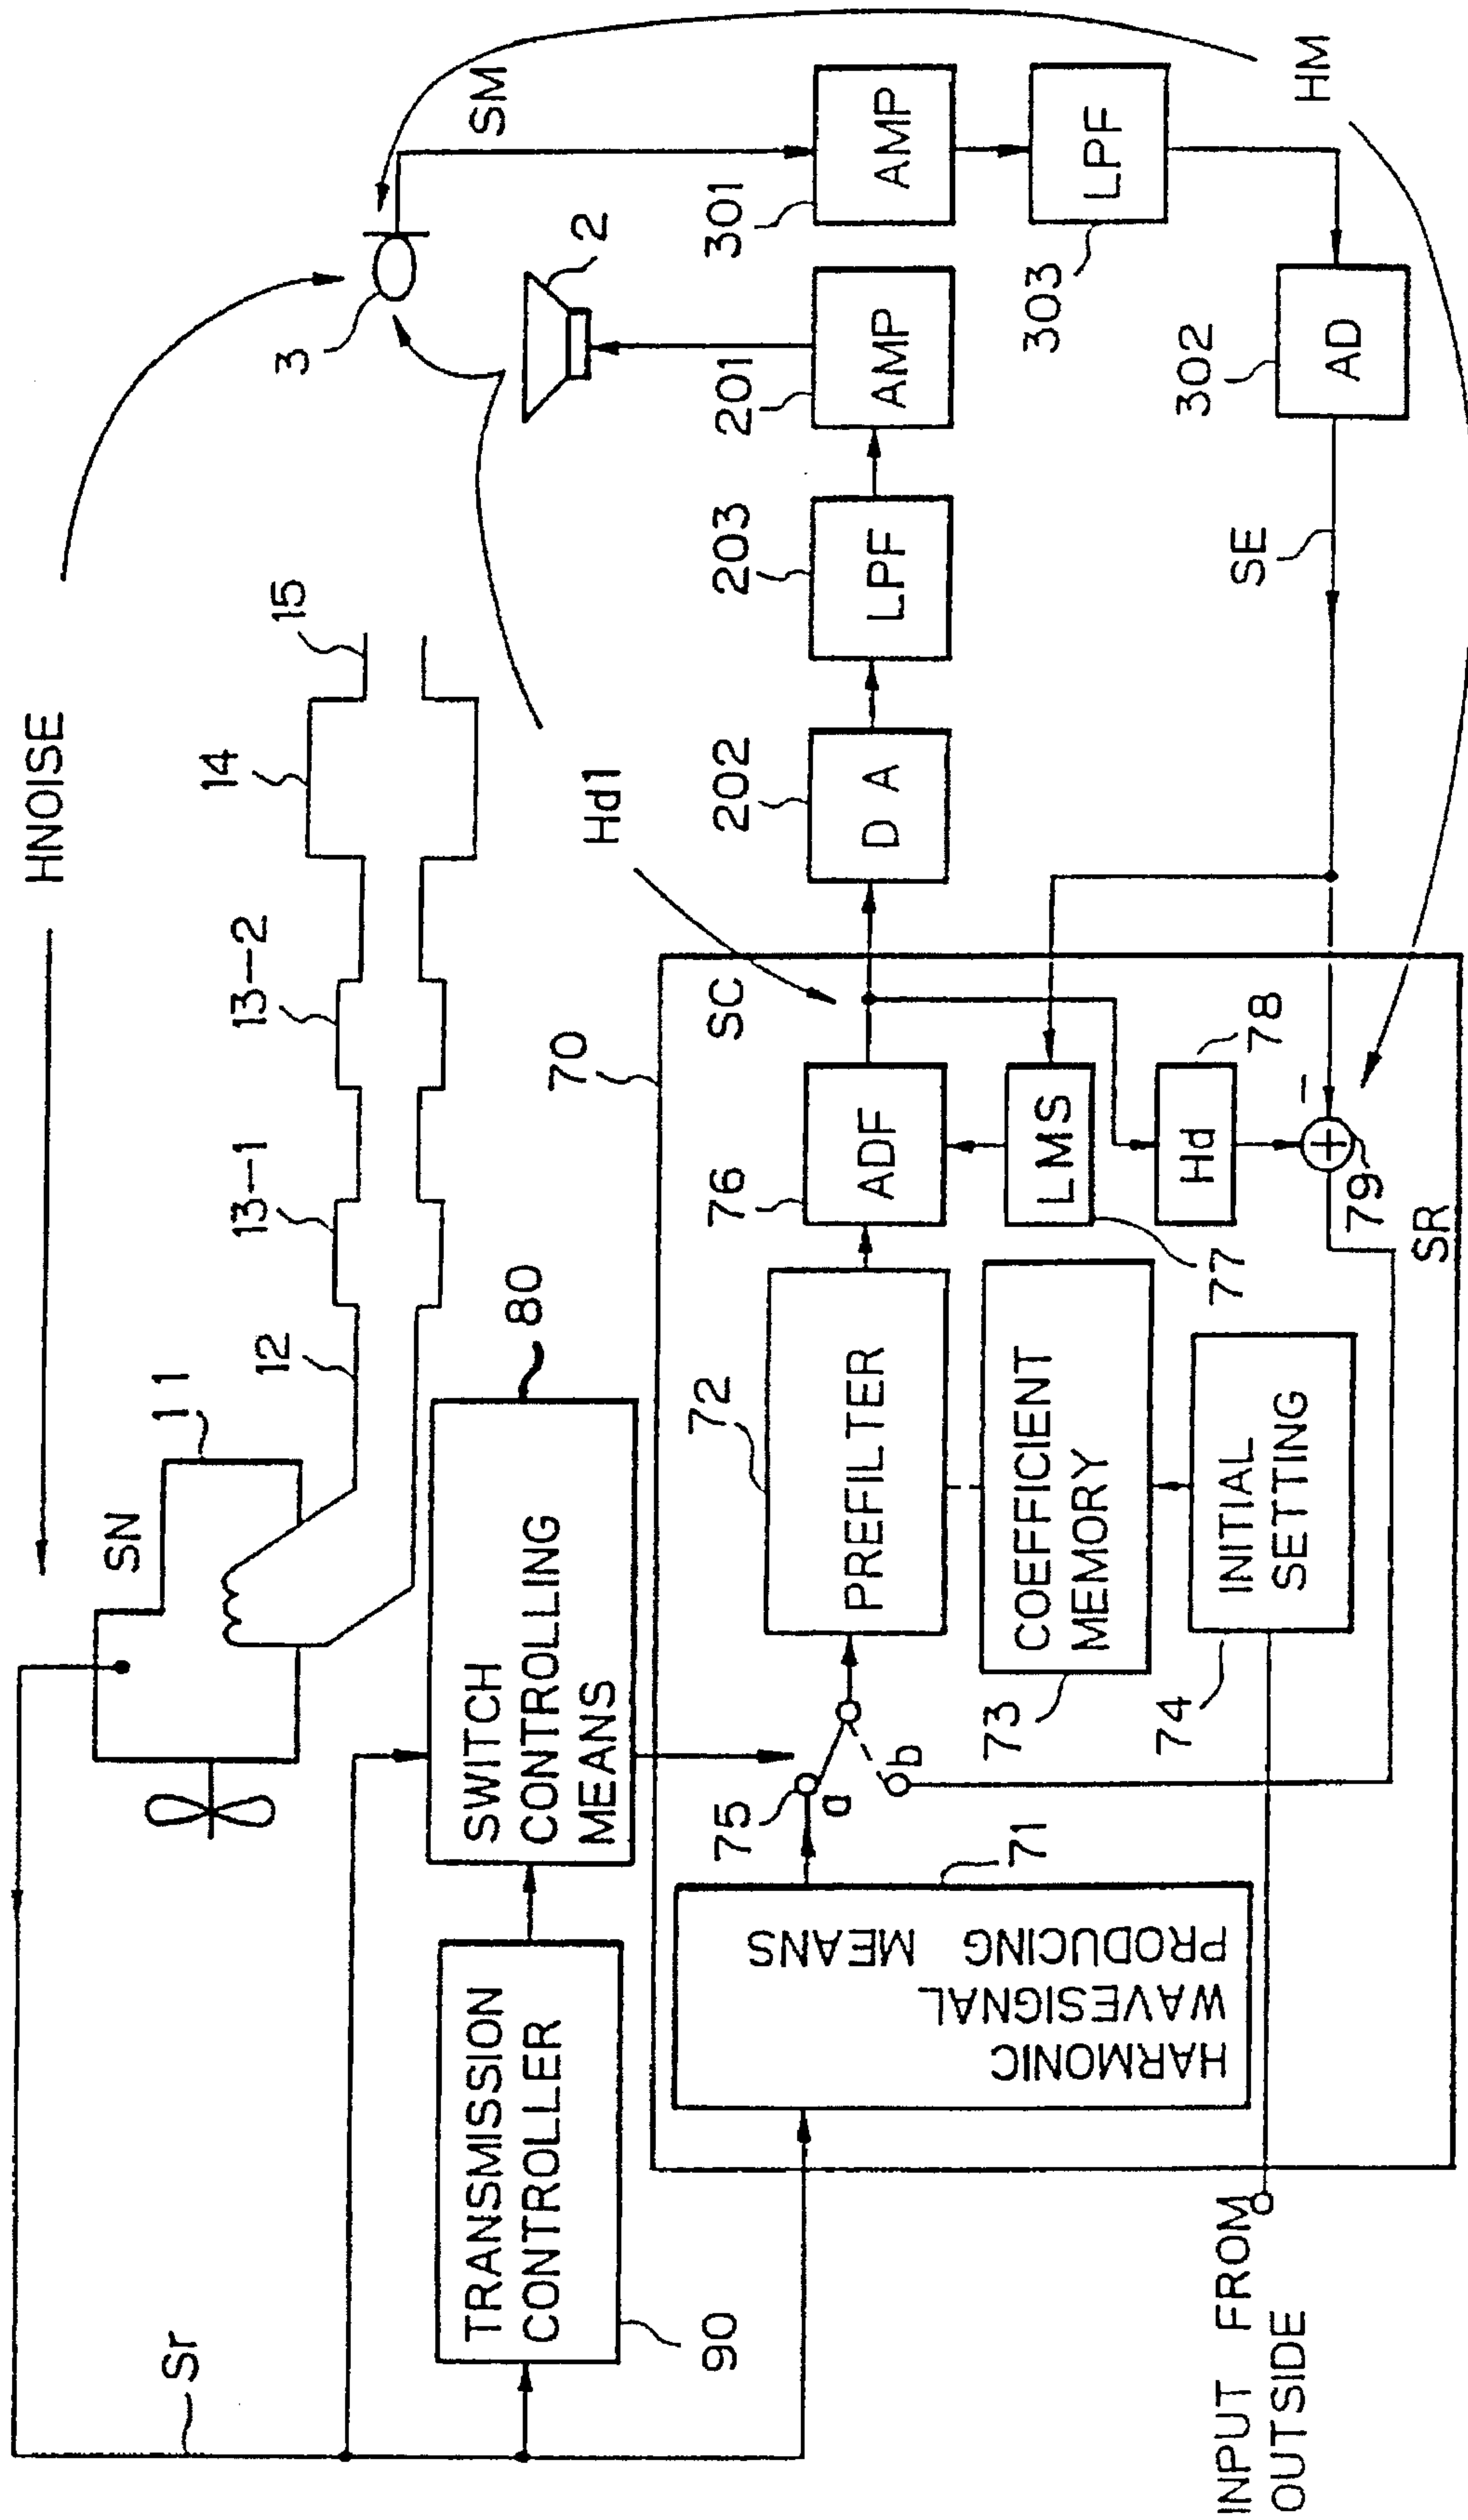 HNOISE
Sr
SN
11
12
13-1
13-2
14
15
3
SM
2
TRANSMISSION
CONTROLLER
90
SWITCH
CONTROLLING
MEANS
80
Hd1
70
SC
202
D A
203
LPF
201
AMP
301
AMP
303
LPF
HM
302
AD
SE
HARMONIC
WAVESIGNAL
PRODUCING MEANS
71
75
a
b
72
PREFILTER
73
COEFFICIENT
MEMORY
74
INITIAL
SETTING
76
ADF
LMS
77
Hd
78
+
−
79
SR
INPUT FROM
OUTSIDE